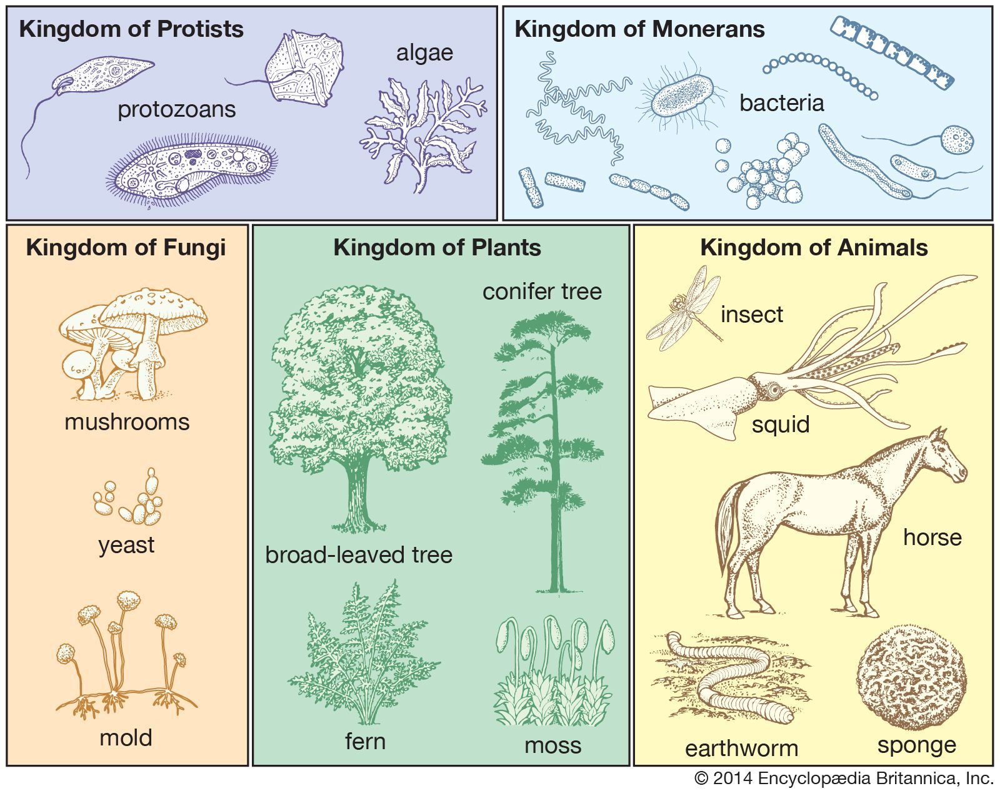 Kingdom of Protists
algae
protozoans
Kingdom of Monerans
bacteria
Kingdom of Fungi
mushrooms
yeast
mold
Kingdom of Plants
conifer tree
broad-leaved tree
fern
moss
Kingdom of Animals
insect
squid
horse
earthworm
sponge
© 2014 Encyclopædia Britannica, Inc.